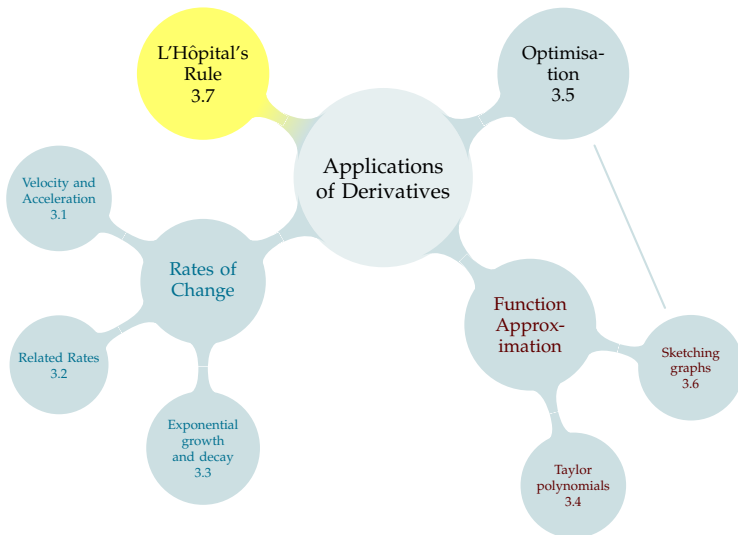 L'Hôpital's
Rule
3.7
Optimisa-
tion
3.5
Applications
of Derivatives
Velocity and
Acceleration
3.1
Rates of
Change
Related Rates
3.2
Exponential
growth
and decay
3.3
Function
Approx-
imation
Sketching
graphs
3.6
Taylor
polynomials
3.4